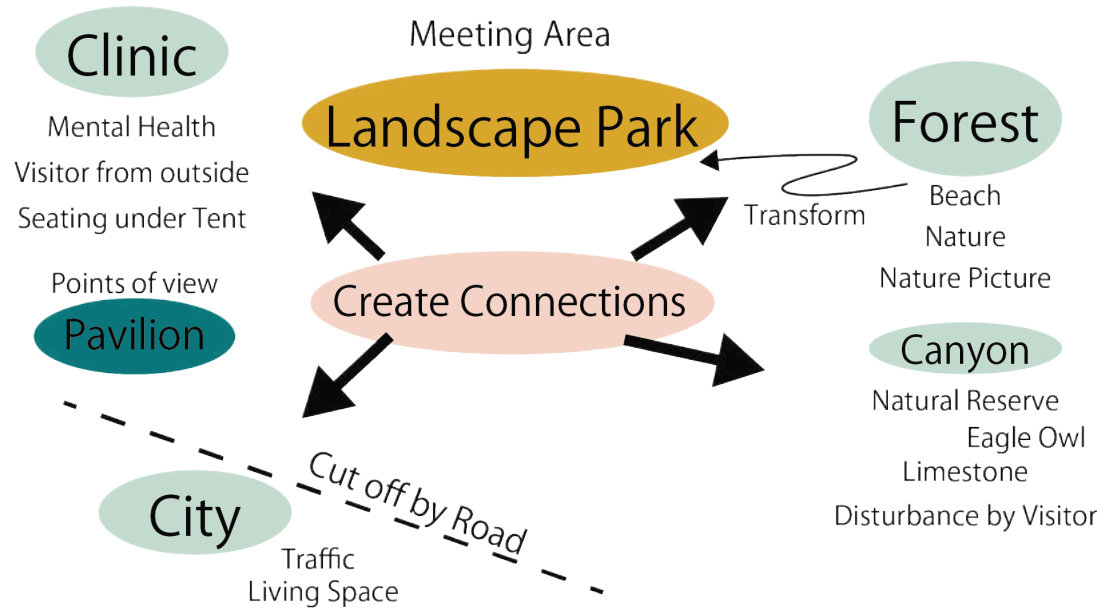 Clinic
Mental Health
Visitor from outside
Seating under Tent
Meeting Area
Landscape Park
Forest
Transform
Beach
Nature
Nature Picture
Points of view
Pavilion
Create Connections
Canyon
Natural Reserve
Eagle Owl
Limestone
Disturbance by Visitor
Cut off by Road
City
Traffic
Living Space